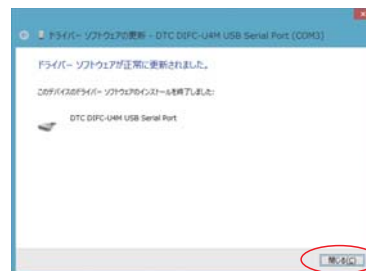 ドライバー ソフトウェアの更新 - DTC DIFC-U4M USB Serial Port (COM3)
ドライバー ソフトウェアが正常に更新されました。
このデバイスのドライバー ソフトウェアのインストールを終了しました:
DTC DIFC-U4M USB Serial Port
閉じる(C)